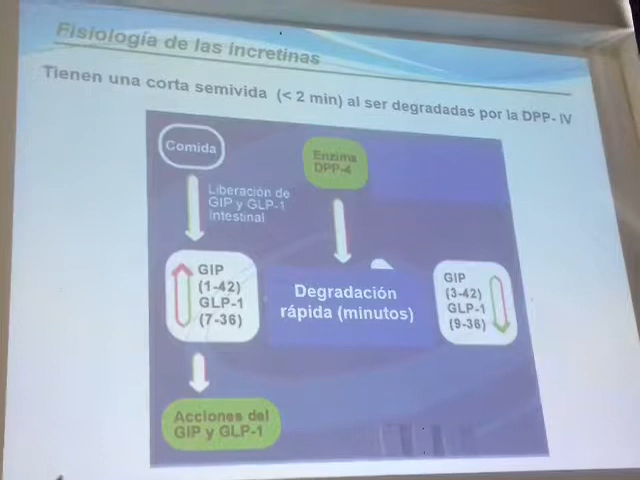 Fisiología de las incretinas
Tienen una corta semivida (< 2 min) al ser degradadas por la DPP- IV
Comida
Enzima
DPP-4
Liberación de
GIP y GLP-1
Intestinal
GIP
(1-42)
GLP-1
(7-36)
Degradación
rápida (minutos)
GIP
(3-42)
GLP-1
(9-36)
Acciones del
GIP y GLP-1